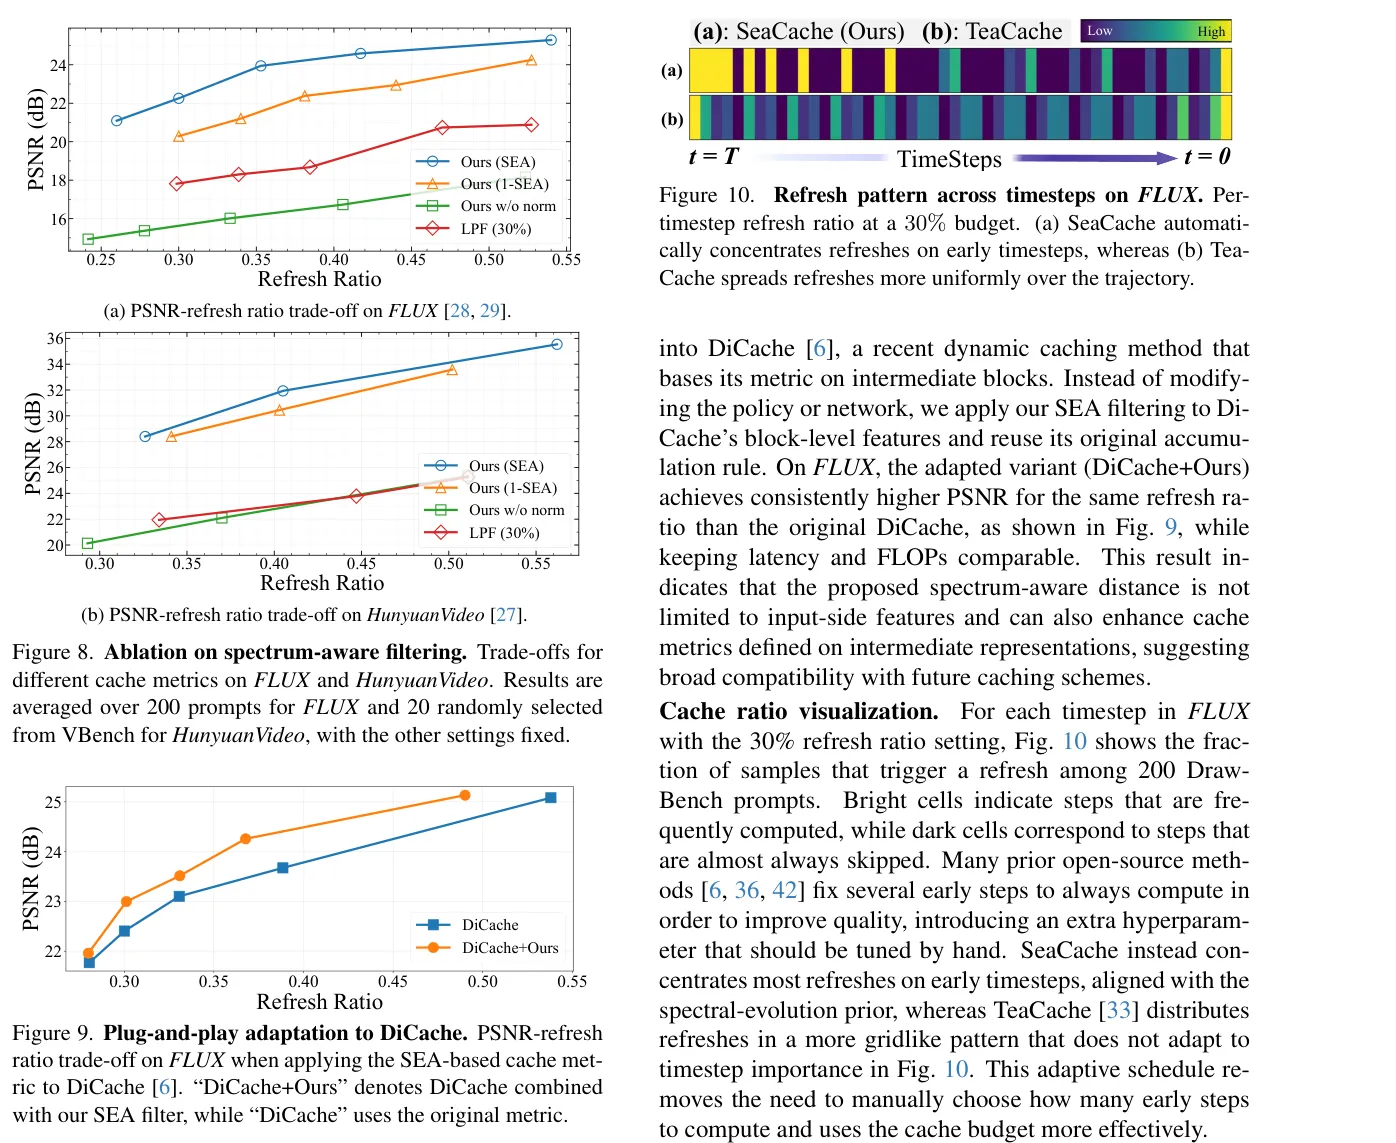 24
22
20
18
16
PSNR (dB)
Ours (SEA)
Ours (1-SEA)
Ours w/o norm
LPF (30%)
0.25 0.30 0.35 0.40 0.45 0.50 0.55
Refresh Ratio
(a) PSNR-refresh ratio trade-off on FLUX [28, 29].
36
34
32
30
28
26
24
22
20
PSNR (dB)
Ours (SEA)
Ours (1-SEA)
Ours w/o norm
LPF (30%)
0.30 0.35 0.40 0.45 0.50 0.55
Refresh Ratio
(b) PSNR-refresh ratio trade-off on HunyuanVideo [27].
Figure 8. Ablation on spectrum-aware filtering. Trade-offs for
different cache metrics on FLUX and HunyuanVideo. Results are
averaged over 200 prompts for FLUX and 20 randomly selected
from VBench for HunyuanVideo, with the other settings fixed.
25
24
23
22
PSNR (dB)
DiCache
DiCache+Ours
0.30 0.35 0.40 0.45 0.50 0.55
Refresh Ratio
Figure 9. Plug-and-play adaptation to DiCache. PSNR-refresh
ratio trade-off on FLUX when applying the SEA-based cache met-
ric to DiCache [6]. “DiCache+Ours” denotes DiCache combined
with our SEA filter, while “DiCache” uses the original metric.
(a): SeaCache (Ours) (b): TeaCache
Low High
(a)
(b)
t = T TimeSteps t = 0
Figure 10. Refresh pattern across timesteps on FLUX. Per-
timestep refresh ratio at a 30% budget. (a) SeaCache automati-
cally concentrates refreshes on early timesteps, whereas (b) Tea-
Cache spreads refreshes more uniformly over the trajectory.
into DiCache [6], a recent dynamic caching method that
bases its metric on intermediate blocks. Instead of modify-
ing the policy or network, we apply our SEA filtering to Di-
Cache’s block-level features and reuse its original accumu-
lation rule. On FLUX, the adapted variant (DiCache+Ours)
achieves consistently higher PSNR for the same refresh ra-
tio than the original DiCache, as shown in Fig. 9, while
keeping latency and FLOPs comparable. This result in-
dicates that the proposed spectrum-aware distance is not
limited to input-side features and can also enhance cache
metrics defined on intermediate representations, suggesting
broad compatibility with future caching schemes.
Cache ratio visualization. For each timestep in FLUX
with the 30% refresh ratio setting, Fig. 10 shows the frac-
tion of samples that trigger a refresh among 200 Draw-
Bench prompts. Bright cells indicate steps that are fre-
quently computed, while dark cells correspond to steps that
are almost always skipped. Many prior open-source meth-
ods [6, 36, 42] fix several early steps to always compute in
order to improve quality, introducing an extra hyperparam-
eter that should be tuned by hand. SeaCache instead con-
centrates most refreshes on early timesteps, aligned with the
spectral-evolution prior, whereas TeaCache [33] distributes
refreshes in a more gridlike pattern that does not adapt to
timestep importance in Fig. 10. This adaptive schedule re-
moves the need to manually choose how many early steps
to compute and uses the cache budget more effectively.